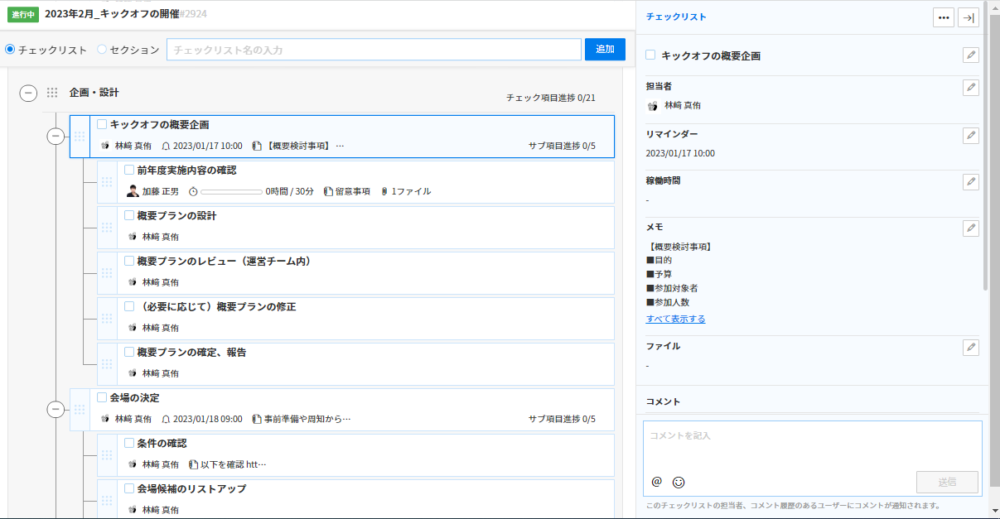 進行中 2023年2月_キックオフの開催#2924
チェックリスト セクション チェックリスト名の入力 追加
企画・設計
チェック項目進捗 0/21
キックオフの概要企画
林﨑 真侑 2023/01/17 10:00 【概要検討事項】 … サブ項目進捗 0/5
前年度実施内容の確認
加藤 正男 0時間 / 30分 留意事項 1ファイル
概要プランの設計
林﨑 真侑
概要プランのレビュー（運営チーム内）
林﨑 真侑
（必要に応じて）概要プランの修正
林﨑 真侑
概要プランの確定、報告
林﨑 真侑
会場の決定
林﨑 真侑 2023/01/18 09:00 事前準備や周知から… サブ項目進捗 0/5
条件の確認
林﨑 真侑 以下を確認 htt…
会場候補のリストアップ
林﨑 真侑
チェックリスト
キックオフの概要企画
担当者
林﨑 真侑
リマインダー
2023/01/17 10:00
稼働時間
-
メモ
【概要検討事項】
■目的
■予算
■参加対象者
■参加人数
すべて表示する
ファイル
-
コメント
コメントを記入
@ 送信
このチェックリストの担当者、コメント履歴のあるユーザーにコメントが通知されます。